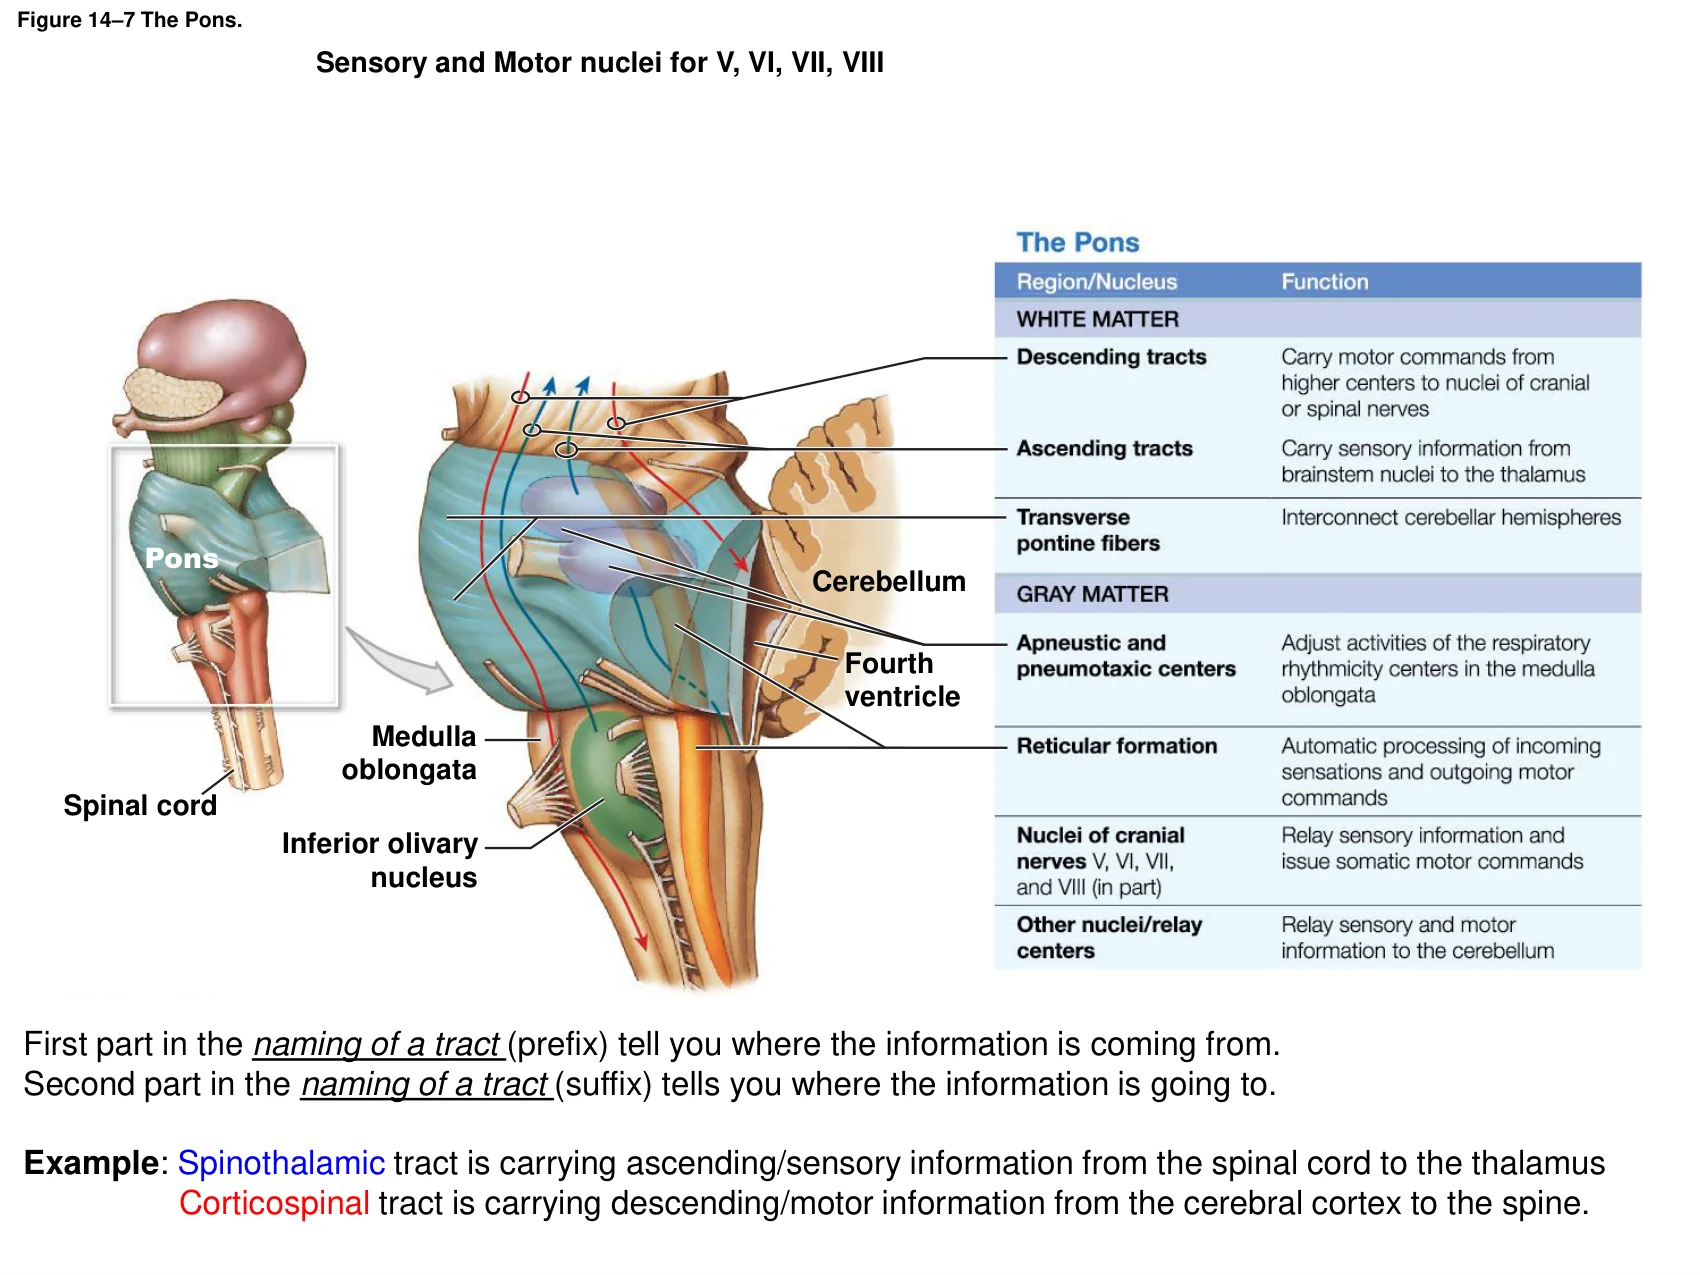 Figure 14–7 The Pons.
Sensory and Motor nuclei for V, VI, VII, VIII
Pons
Spinal cord
Medulla
oblongata
Inferior olivary
nucleus
Cerebellum
Fourth
ventricle
The Pons
Region/Nucleus Function
WHITE MATTER
Descending tracts Carry motor commands from
higher centers to nuclei of cranial
or spinal nerves
Ascending tracts Carry sensory information from
brainstem nuclei to the thalamus
Transverse Interconnect cerebellar hemispheres
pontine fibers
GRAY MATTER
Apneustic and Adjust activities of the respiratory
pneumotaxic centers rhythmicity centers in the medulla
oblongata
Reticular formation Automatic processing of incoming
sensations and outgoing motor
commands
Nuclei of cranial Relay sensory information and
nerves V, VI, VII, issue somatic motor commands
and VIII (in part)
Other nuclei/relay Relay sensory and motor
centers information to the cerebellum
First part in the naming of a tract (prefix) tell you where the information is coming from.
Second part in the naming of a tract (suffix) tells you where the information is going to.
Example: Spinothalamic tract is carrying ascending/sensory information from the spinal cord to the thalamus
Corticospinal tract is carrying descending/motor information from the cerebral cortex to the spine.